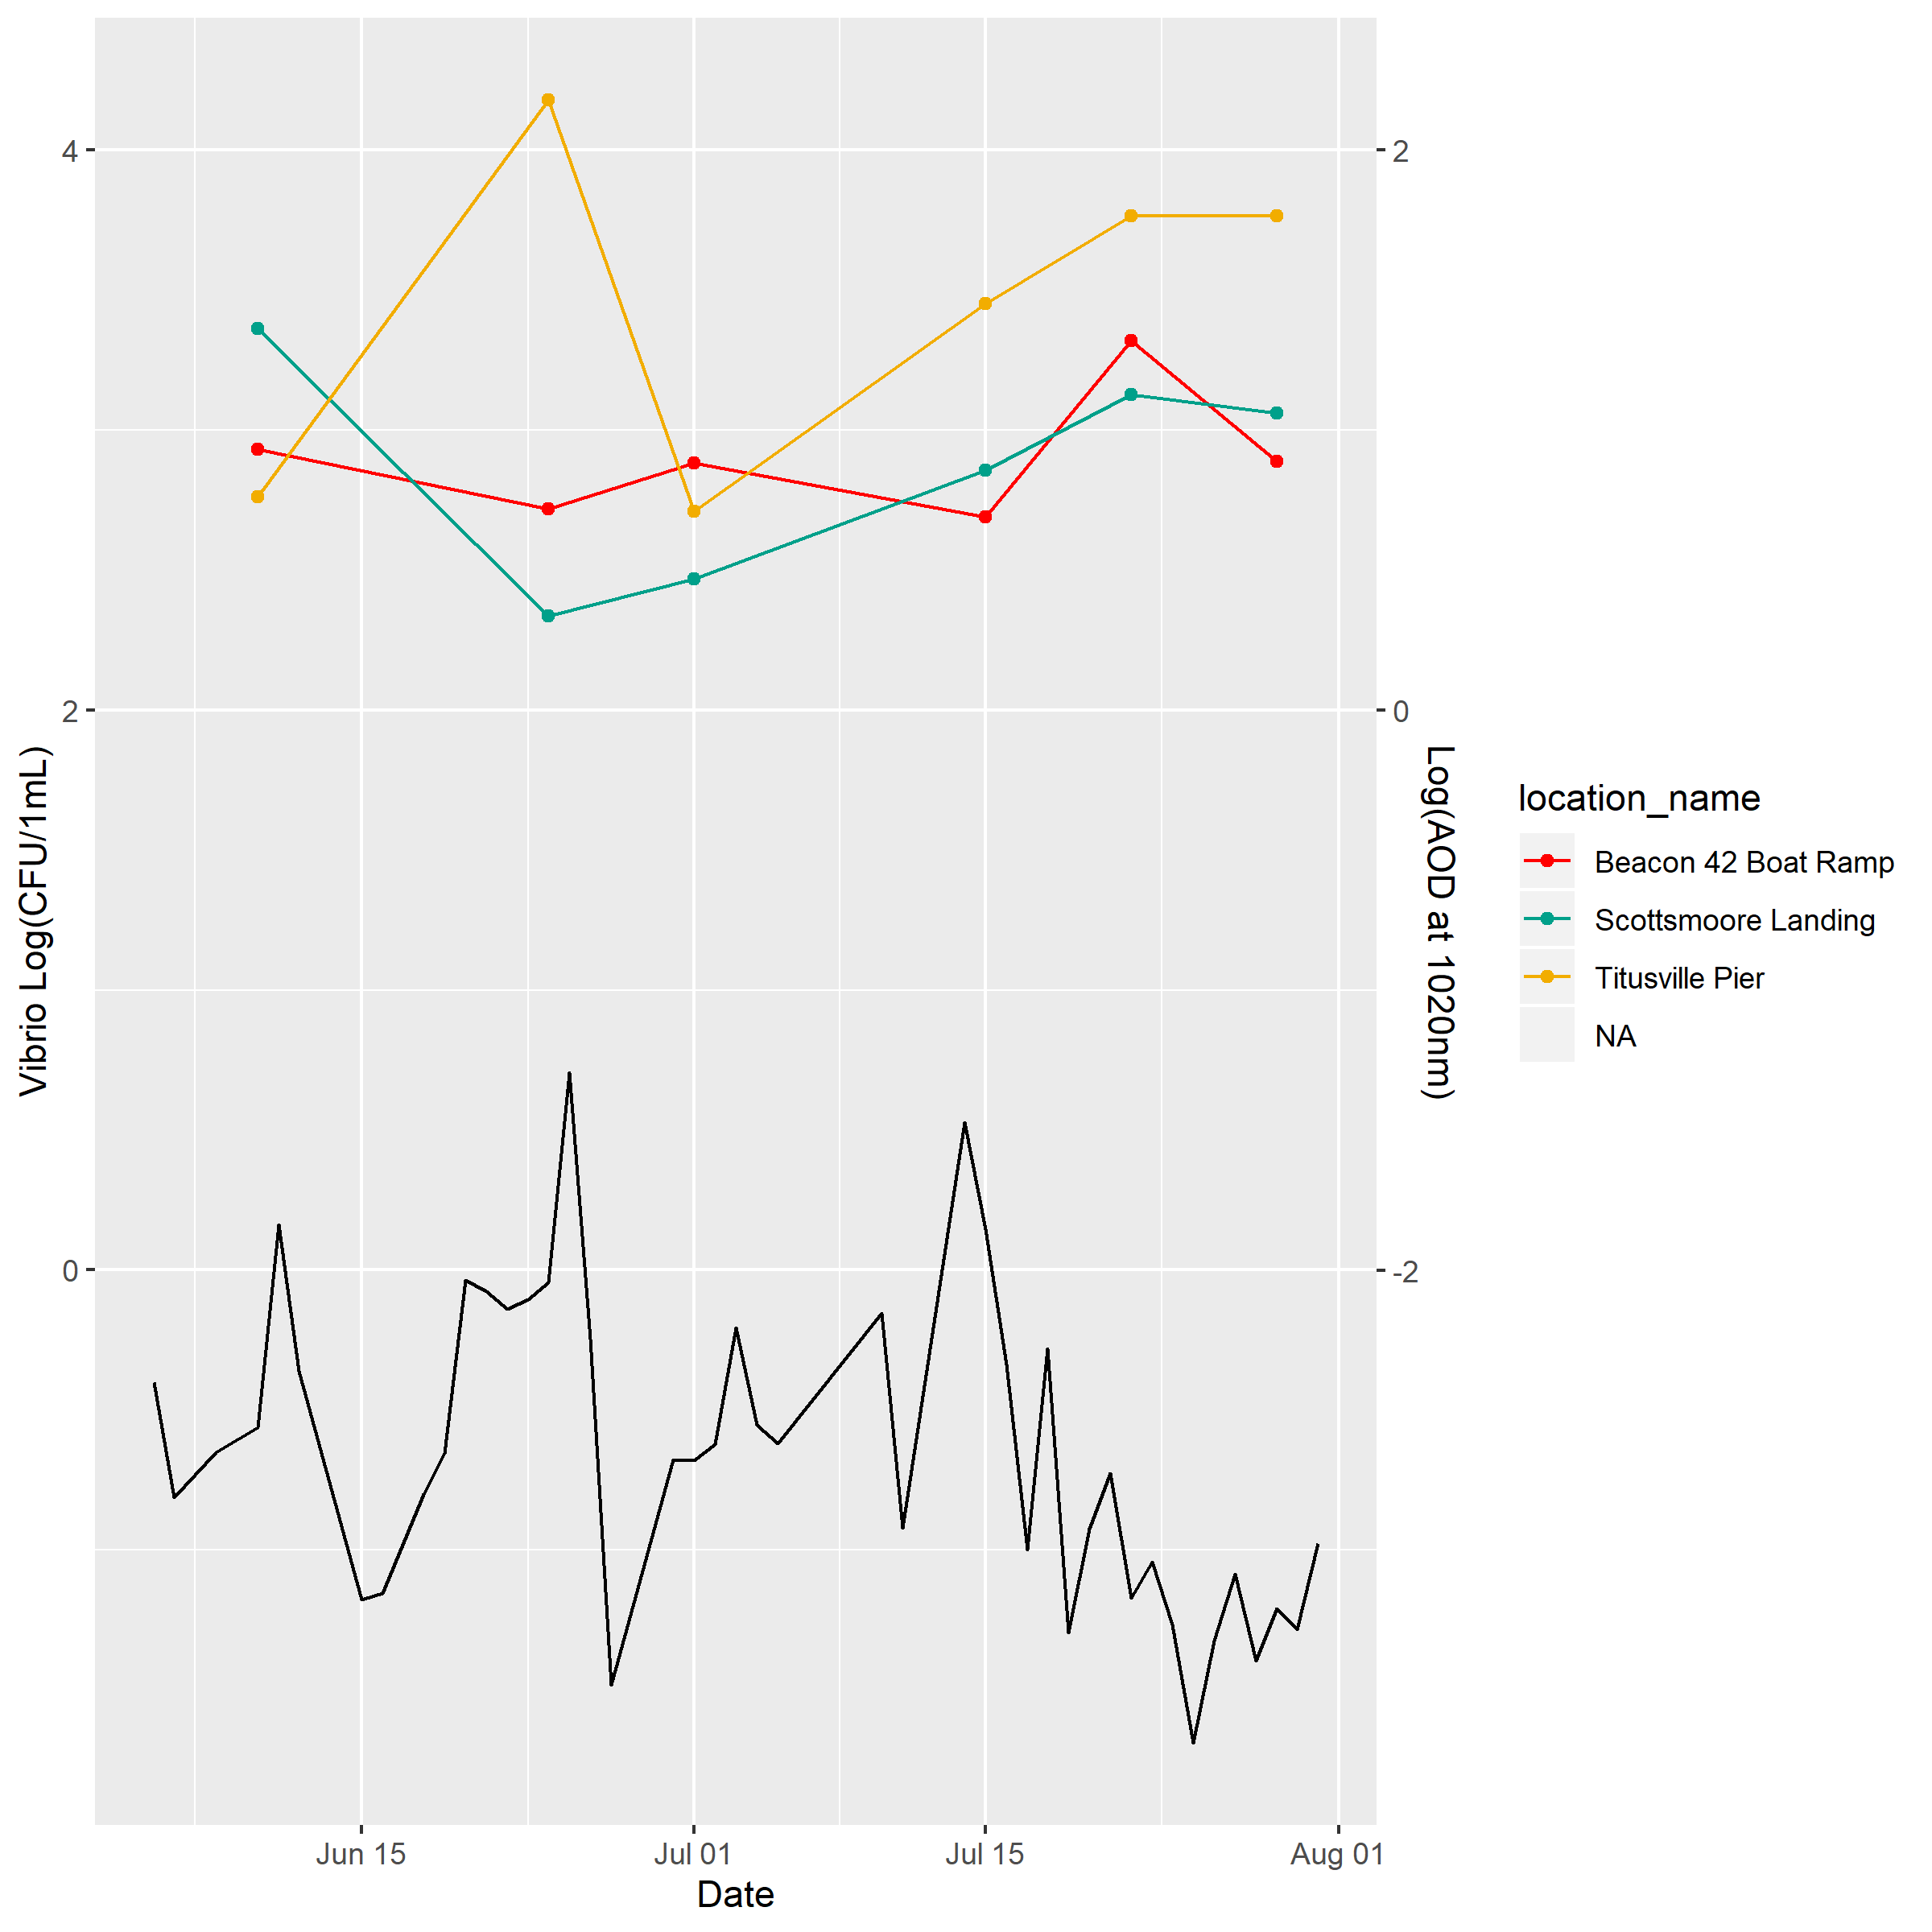 4
2
0
Vibrio Log(CFU/1mL)
2
0
-2
Log(AOD at 1020nm)
Jun 15
Jul 01
Jul 15
Aug 01
Date
location_name
Beacon 42 Boat Ramp
Scottsmoore Landing
Titusville Pier
NA